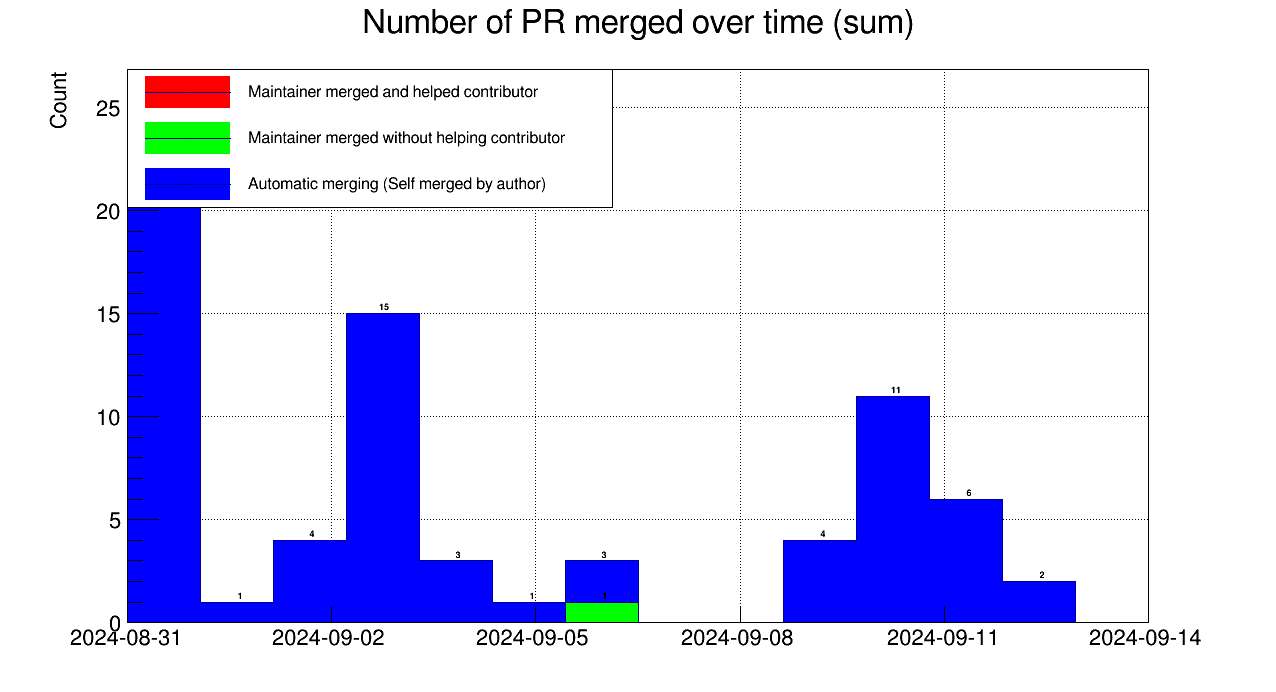 Number of PR merged over time (sum)
Count
Maintainer merged and helped contributor
Maintainer merged without helping contributor
Automatic merging (Self merged by author)
25
20
15
10
5
0
1
4
15
3
1
3
1
4
11
6
2
2024-08-31 2024-09-02 2024-09-05 2024-09-08 2024-09-11 2024-09-14